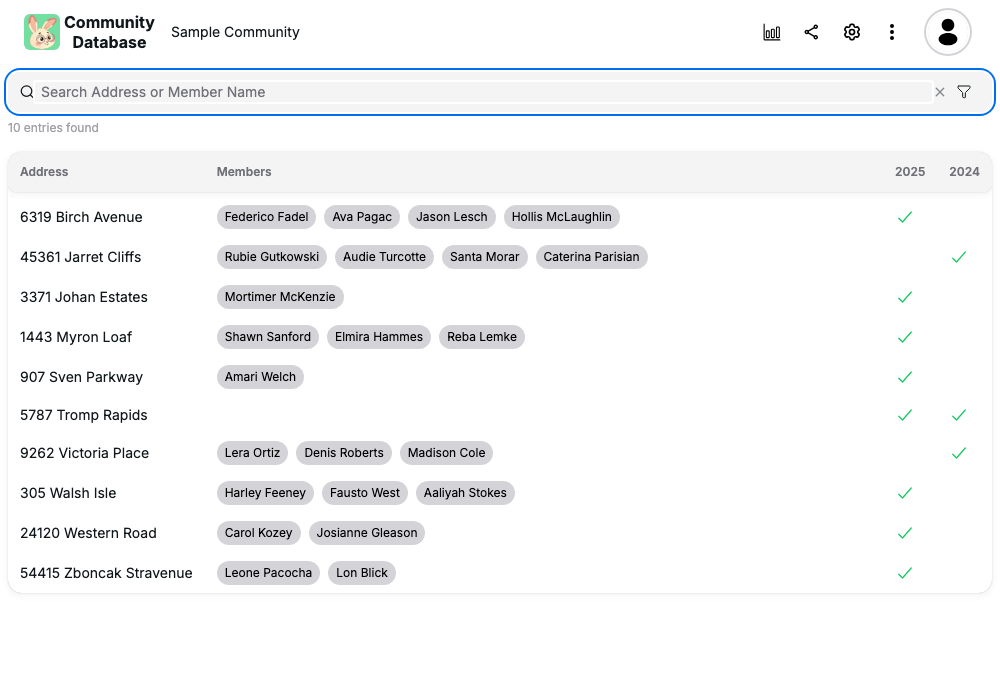 Community
Database
Sample Community
Search Address or Member Name
10 entries found
Address Members 2025 2024
6319 Birch Avenue Federico Fadel Ava Pagac Jason Lesch Hollis McLaughlin
45361 Jarret Cliffs Rubie Gutkowski Audie Turcotte Santa Morar Caterina Parisian
3371 Johan Estates Mortimer McKenzie
1443 Myron Loaf Shawn Sanford Elmira Hammes Reba Lemke
907 Sven Parkway Amari Welch
5787 Tromp Rapids
9262 Victoria Place Lera Ortiz Denis Roberts Madison Cole
305 Walsh Isle Harley Feeney Fausto West Aaliyah Stokes
24120 Western Road Carol Kozey Josianne Gleason
54415 Zboncak Stravenue Leone Pacocha Lon Blick